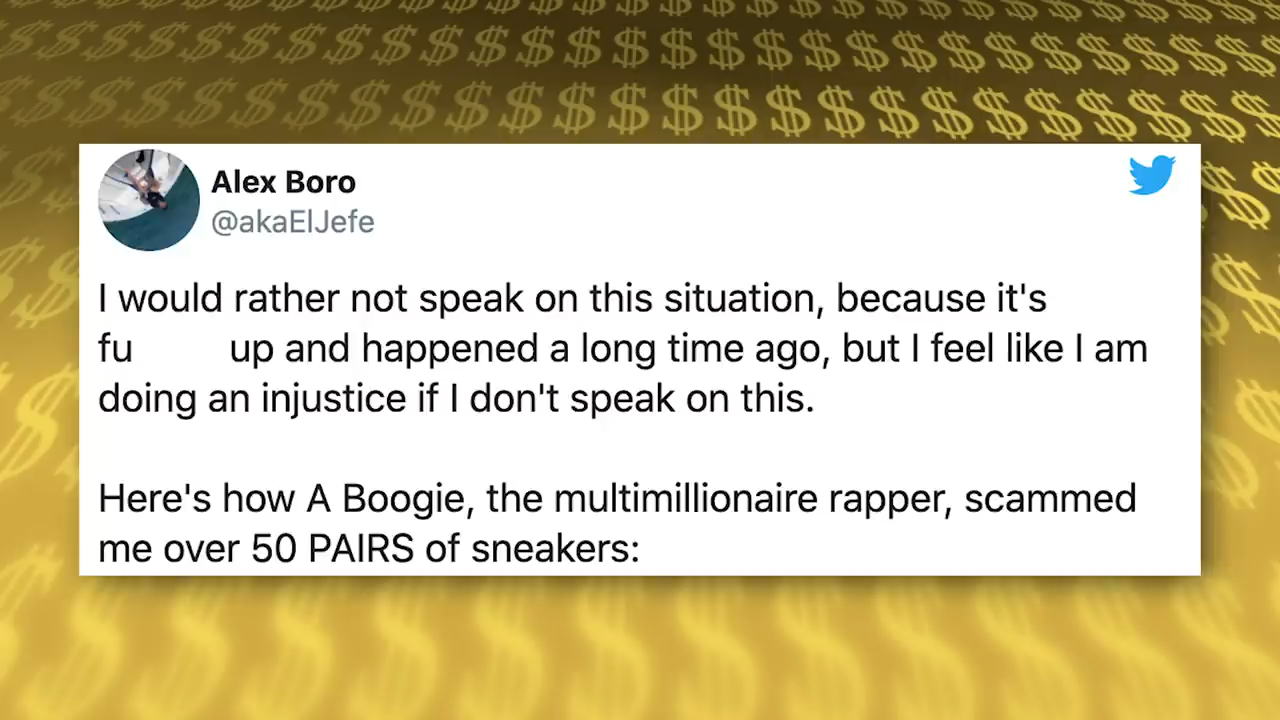 Alex Boro
@akaElJefe
I would rather not speak on this situation, because it's
fu up and happened a long time ago, but I feel like I am
doing an injustice if I don't speak on this.
Here's how A Boogie, the multimillionaire rapper, scammed
me over 50 PAIRS of sneakers: